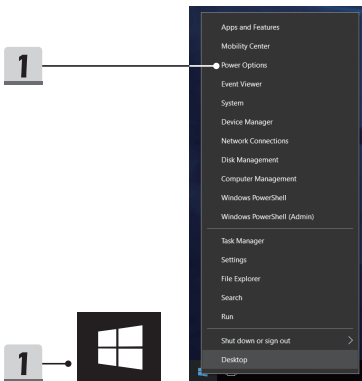 Apps and Features
Mobility Center
1
Power Options
Event Viewer
System
Device Manager
Network Connections
Disk Management
Computer Management
Windows PowerShell
Windows PowerShell (Admin)
Task Manager
Settings
File Explorer
Search
Run
Shut down or sign out
1
Desktop